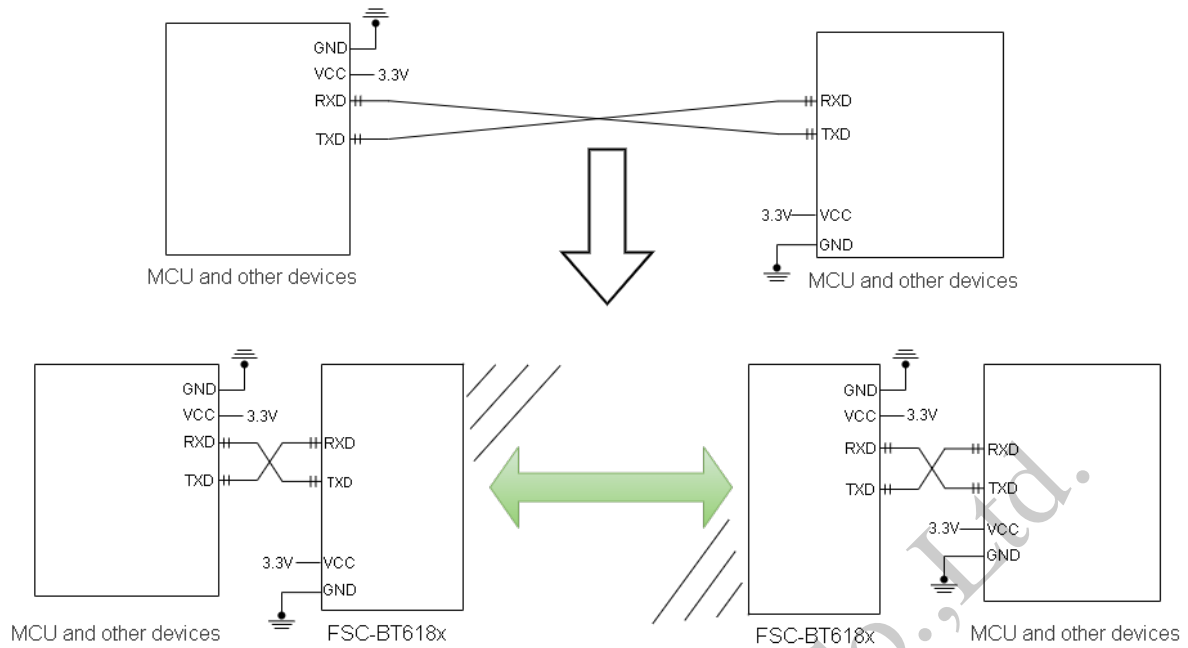 GND
VCC 3.3V
RXD
TXD
MCU and other devices
RXD
TXD
3.3V VCC
GND
MCU and other devices
GND
VCC 3.3V
RXD
TXD
MCU and other devices
RXD
TXD
3.3V VCC
GND
FSC-BT618x
GND
VCC 3.3V
RXD
TXD
FSC-BT618x
RXD
TXD
3.3V VCC
GND
MCU and other devices
.,Ltd.